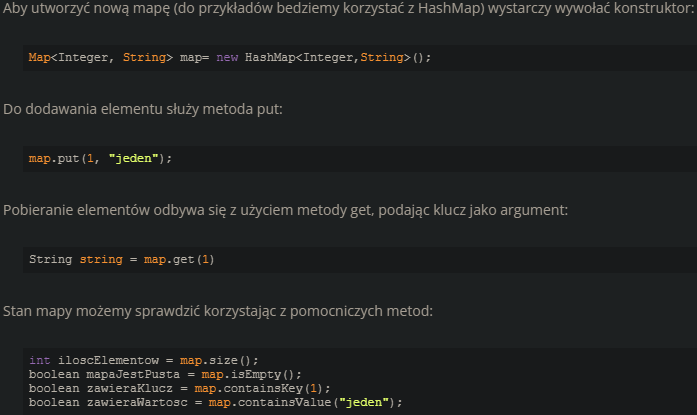 Aby utworzyć nową mapę (do przykładów bedziemy korzystać z HashMap) wystarczy wywołać konstruktor:
Map<Integer, String> map= new HashMap<Integer,String>();
Do dodawania elementu służy metoda put:
map.put(1, "jeden");
Pobieranie elementów odbywa się z użyciem metody get, podając klucz jako argument:
String string = map.get(1)
Stan mapy możemy sprawdzić korzystając z pomocniczych metod:
int iloscElementow = map.size();
boolean mapaJestPusta = map.isEmpty();
boolean zawieraKlucz = map.containsKey(1);
boolean zawieraWartosc = map.containsValue("jeden");